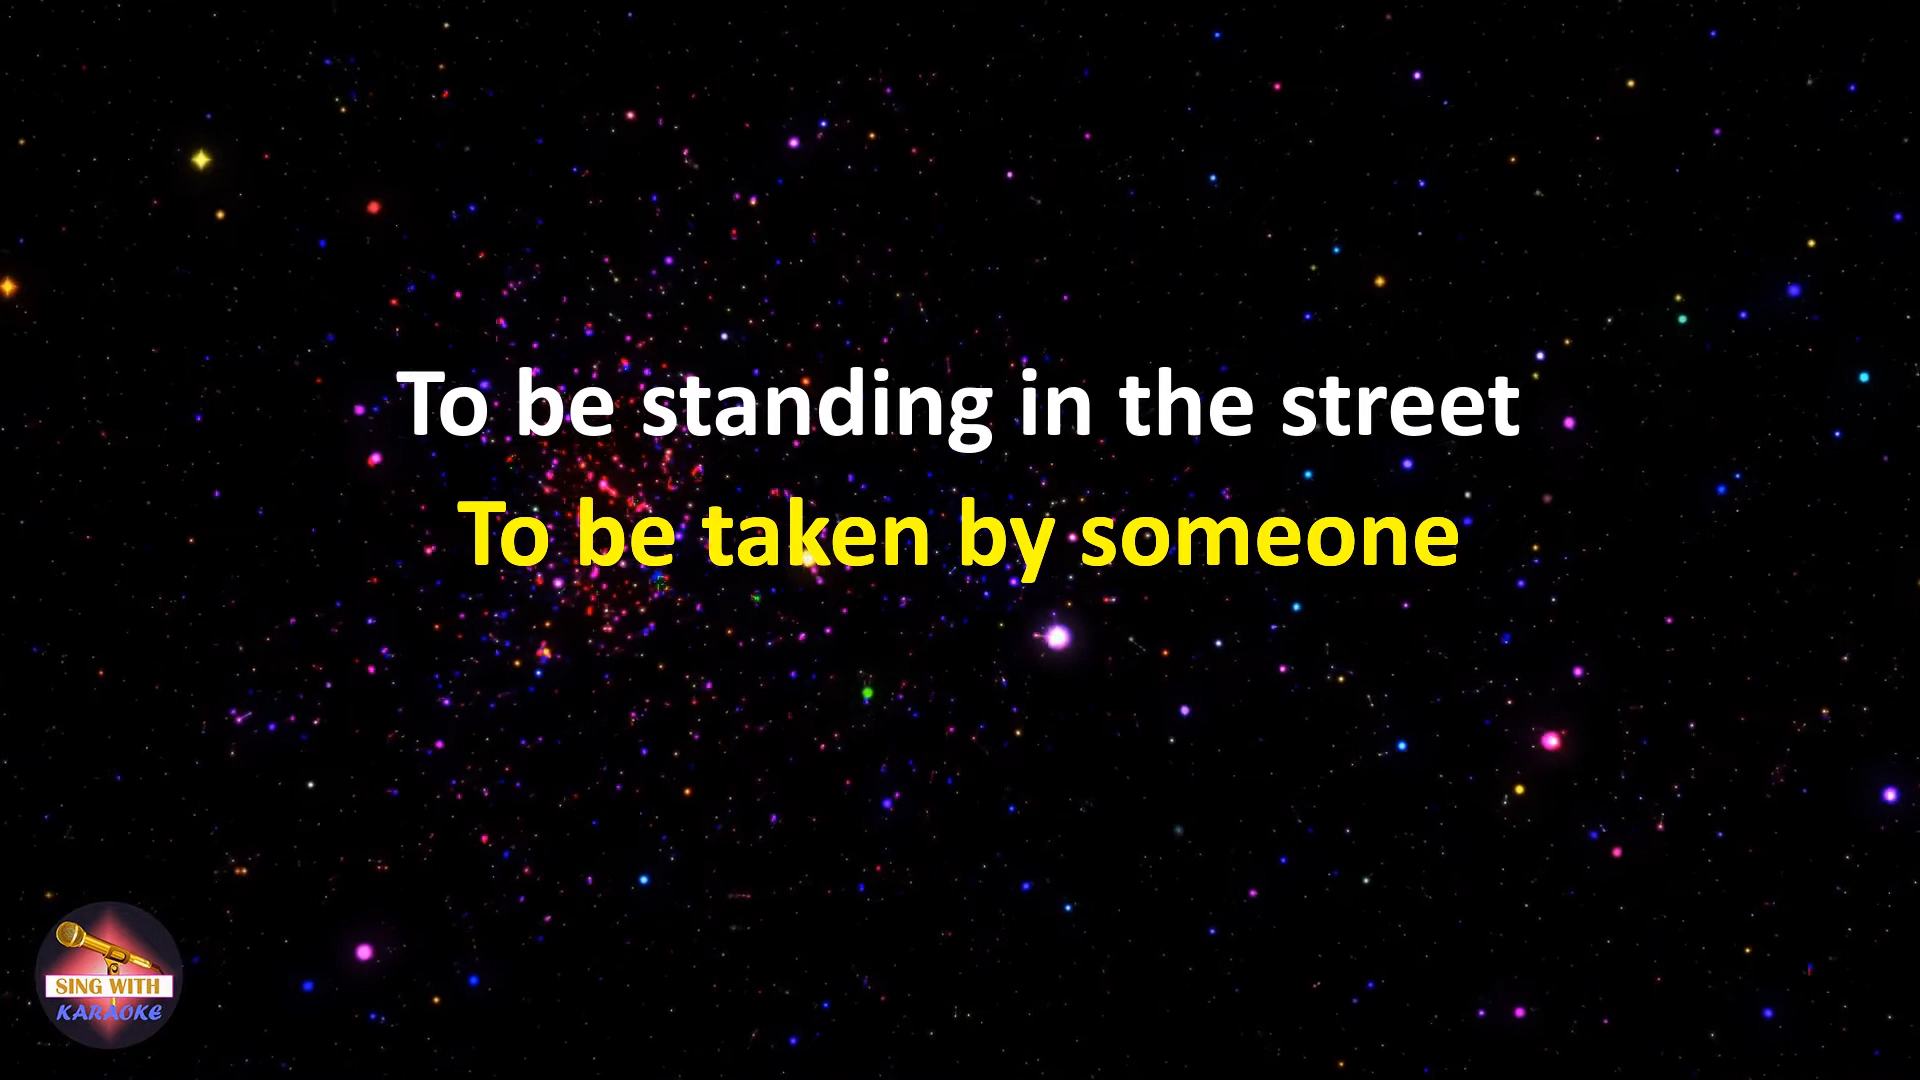 To be standing in the street
To be taken by someone
SING WITH
KARAOKE